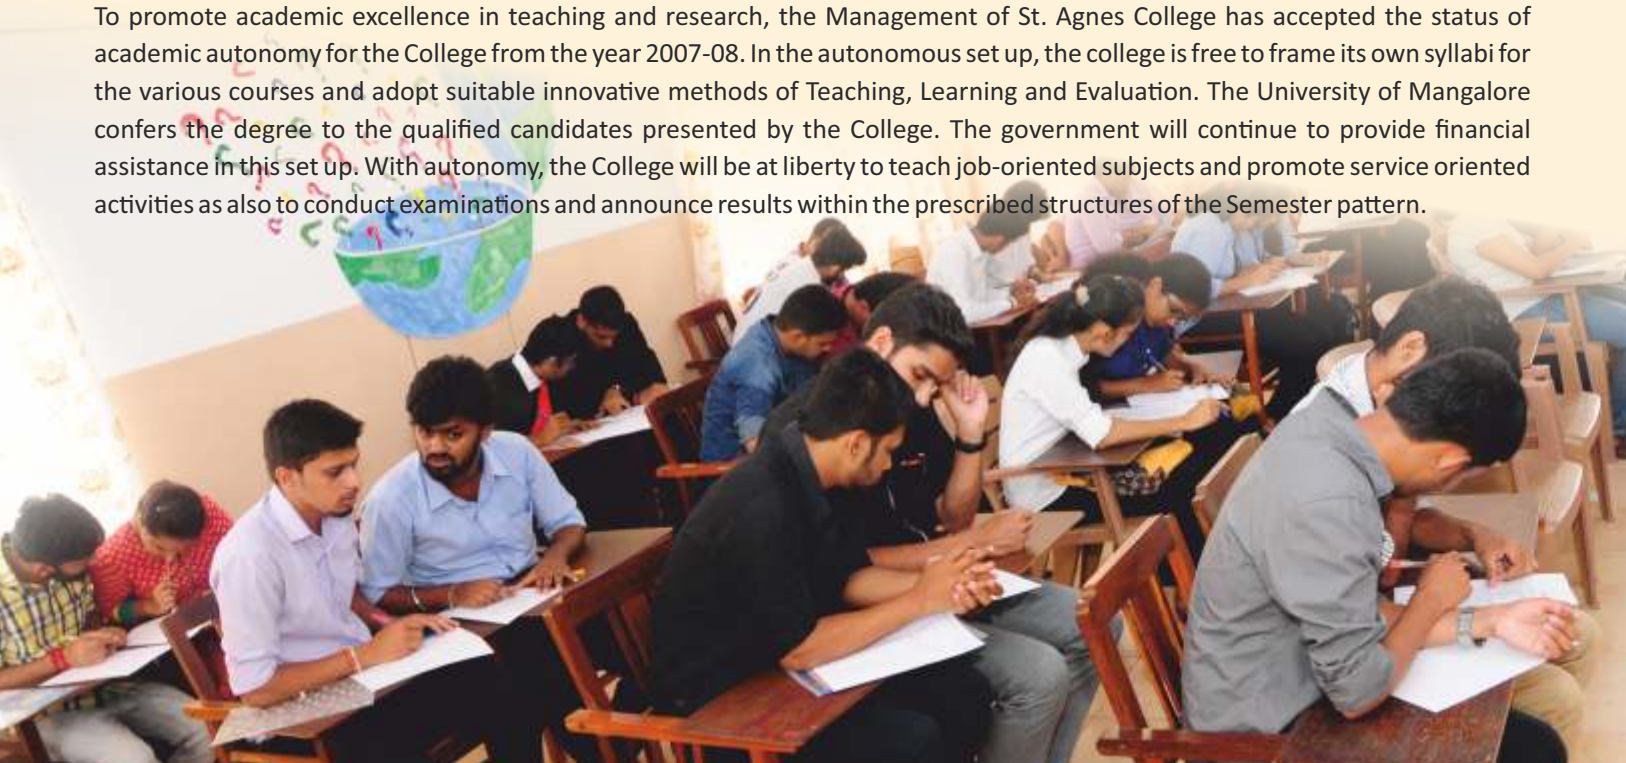 To promote academic excellence in teaching and research, the Management of St. Agnes College has accepted the status of
academic autonomy for the College from the year 2007-08. In the autonomous set up, the college is free to frame its own syllabi for
the various courses and adopt suitable innovative methods of Teaching, Learning and Evaluation. The University of Mangalore
confers the degree to the qualified candidates presented by the College. The government will continue to provide financial
assistance in this set up. With autonomy, the College will be at liberty to teach job-oriented subjects and promote service oriented
activities as also to conduct examinations and announce results within the prescribed structures of the Semester pattern.